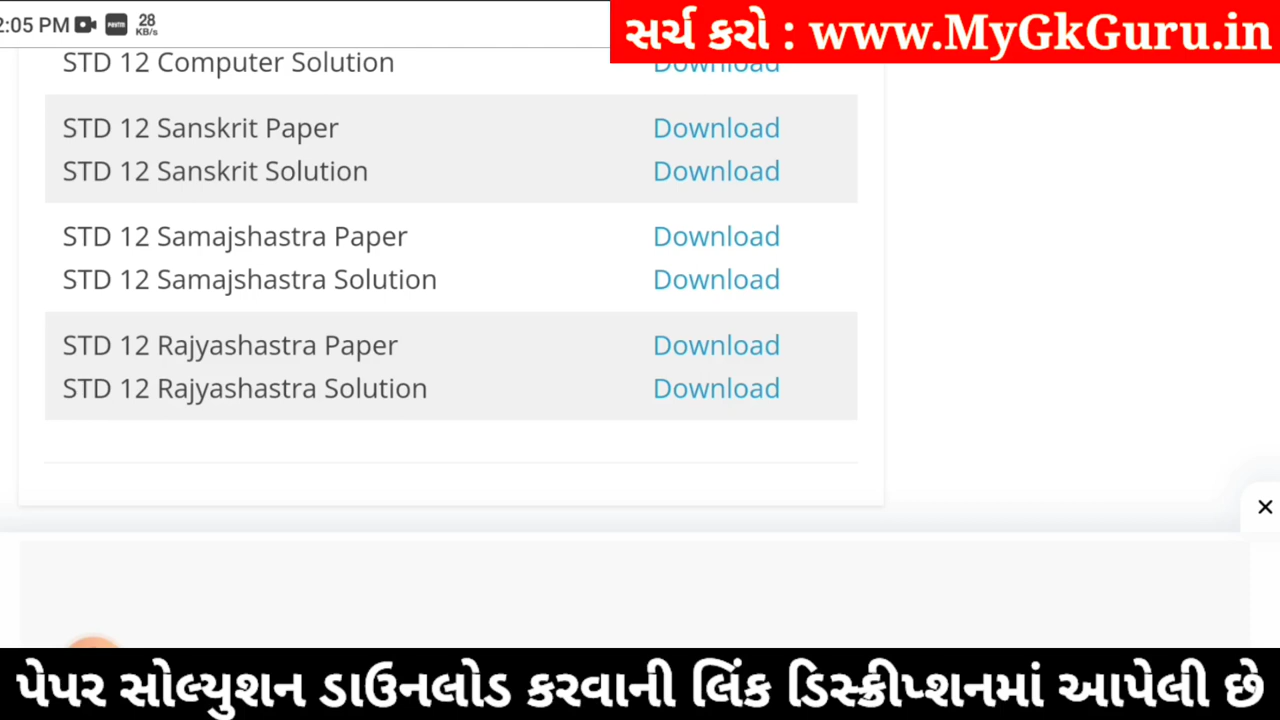 2:05 PM paytm 28 KB/s
સર્ચ કરો : www.MyGkGuru.in
STD 12 Computer Solution Download
STD 12 Sanskrit Paper Download
STD 12 Sanskrit Solution Download
STD 12 Samajshastra Paper Download
STD 12 Samajshastra Solution Download
STD 12 Rajyashastra Paper Download
STD 12 Rajyashastra Solution Download
પેપર સોલ્યુશન ડાઉનલોડ કરવાની લિંક ડિસ્ક્રીપ્શનમાં આપેલી છે